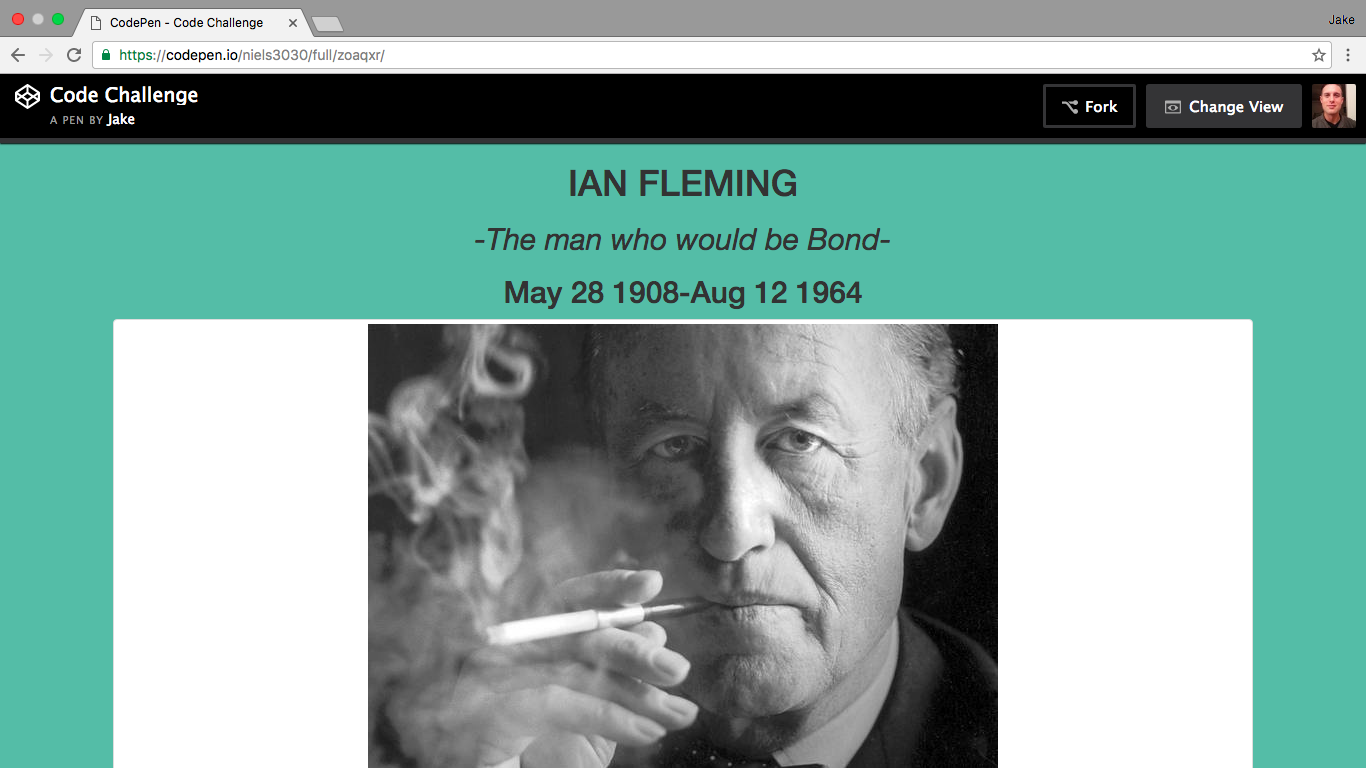 CodePen - Code Challenge
Jake
https://codepen.io/niels3030/full/zoaqxr/
Code Challenge
A PEN BY Jake
Fork
Change View
IAN FLEMING
-The man who would be Bond-
May 28 1908-Aug 12 1964